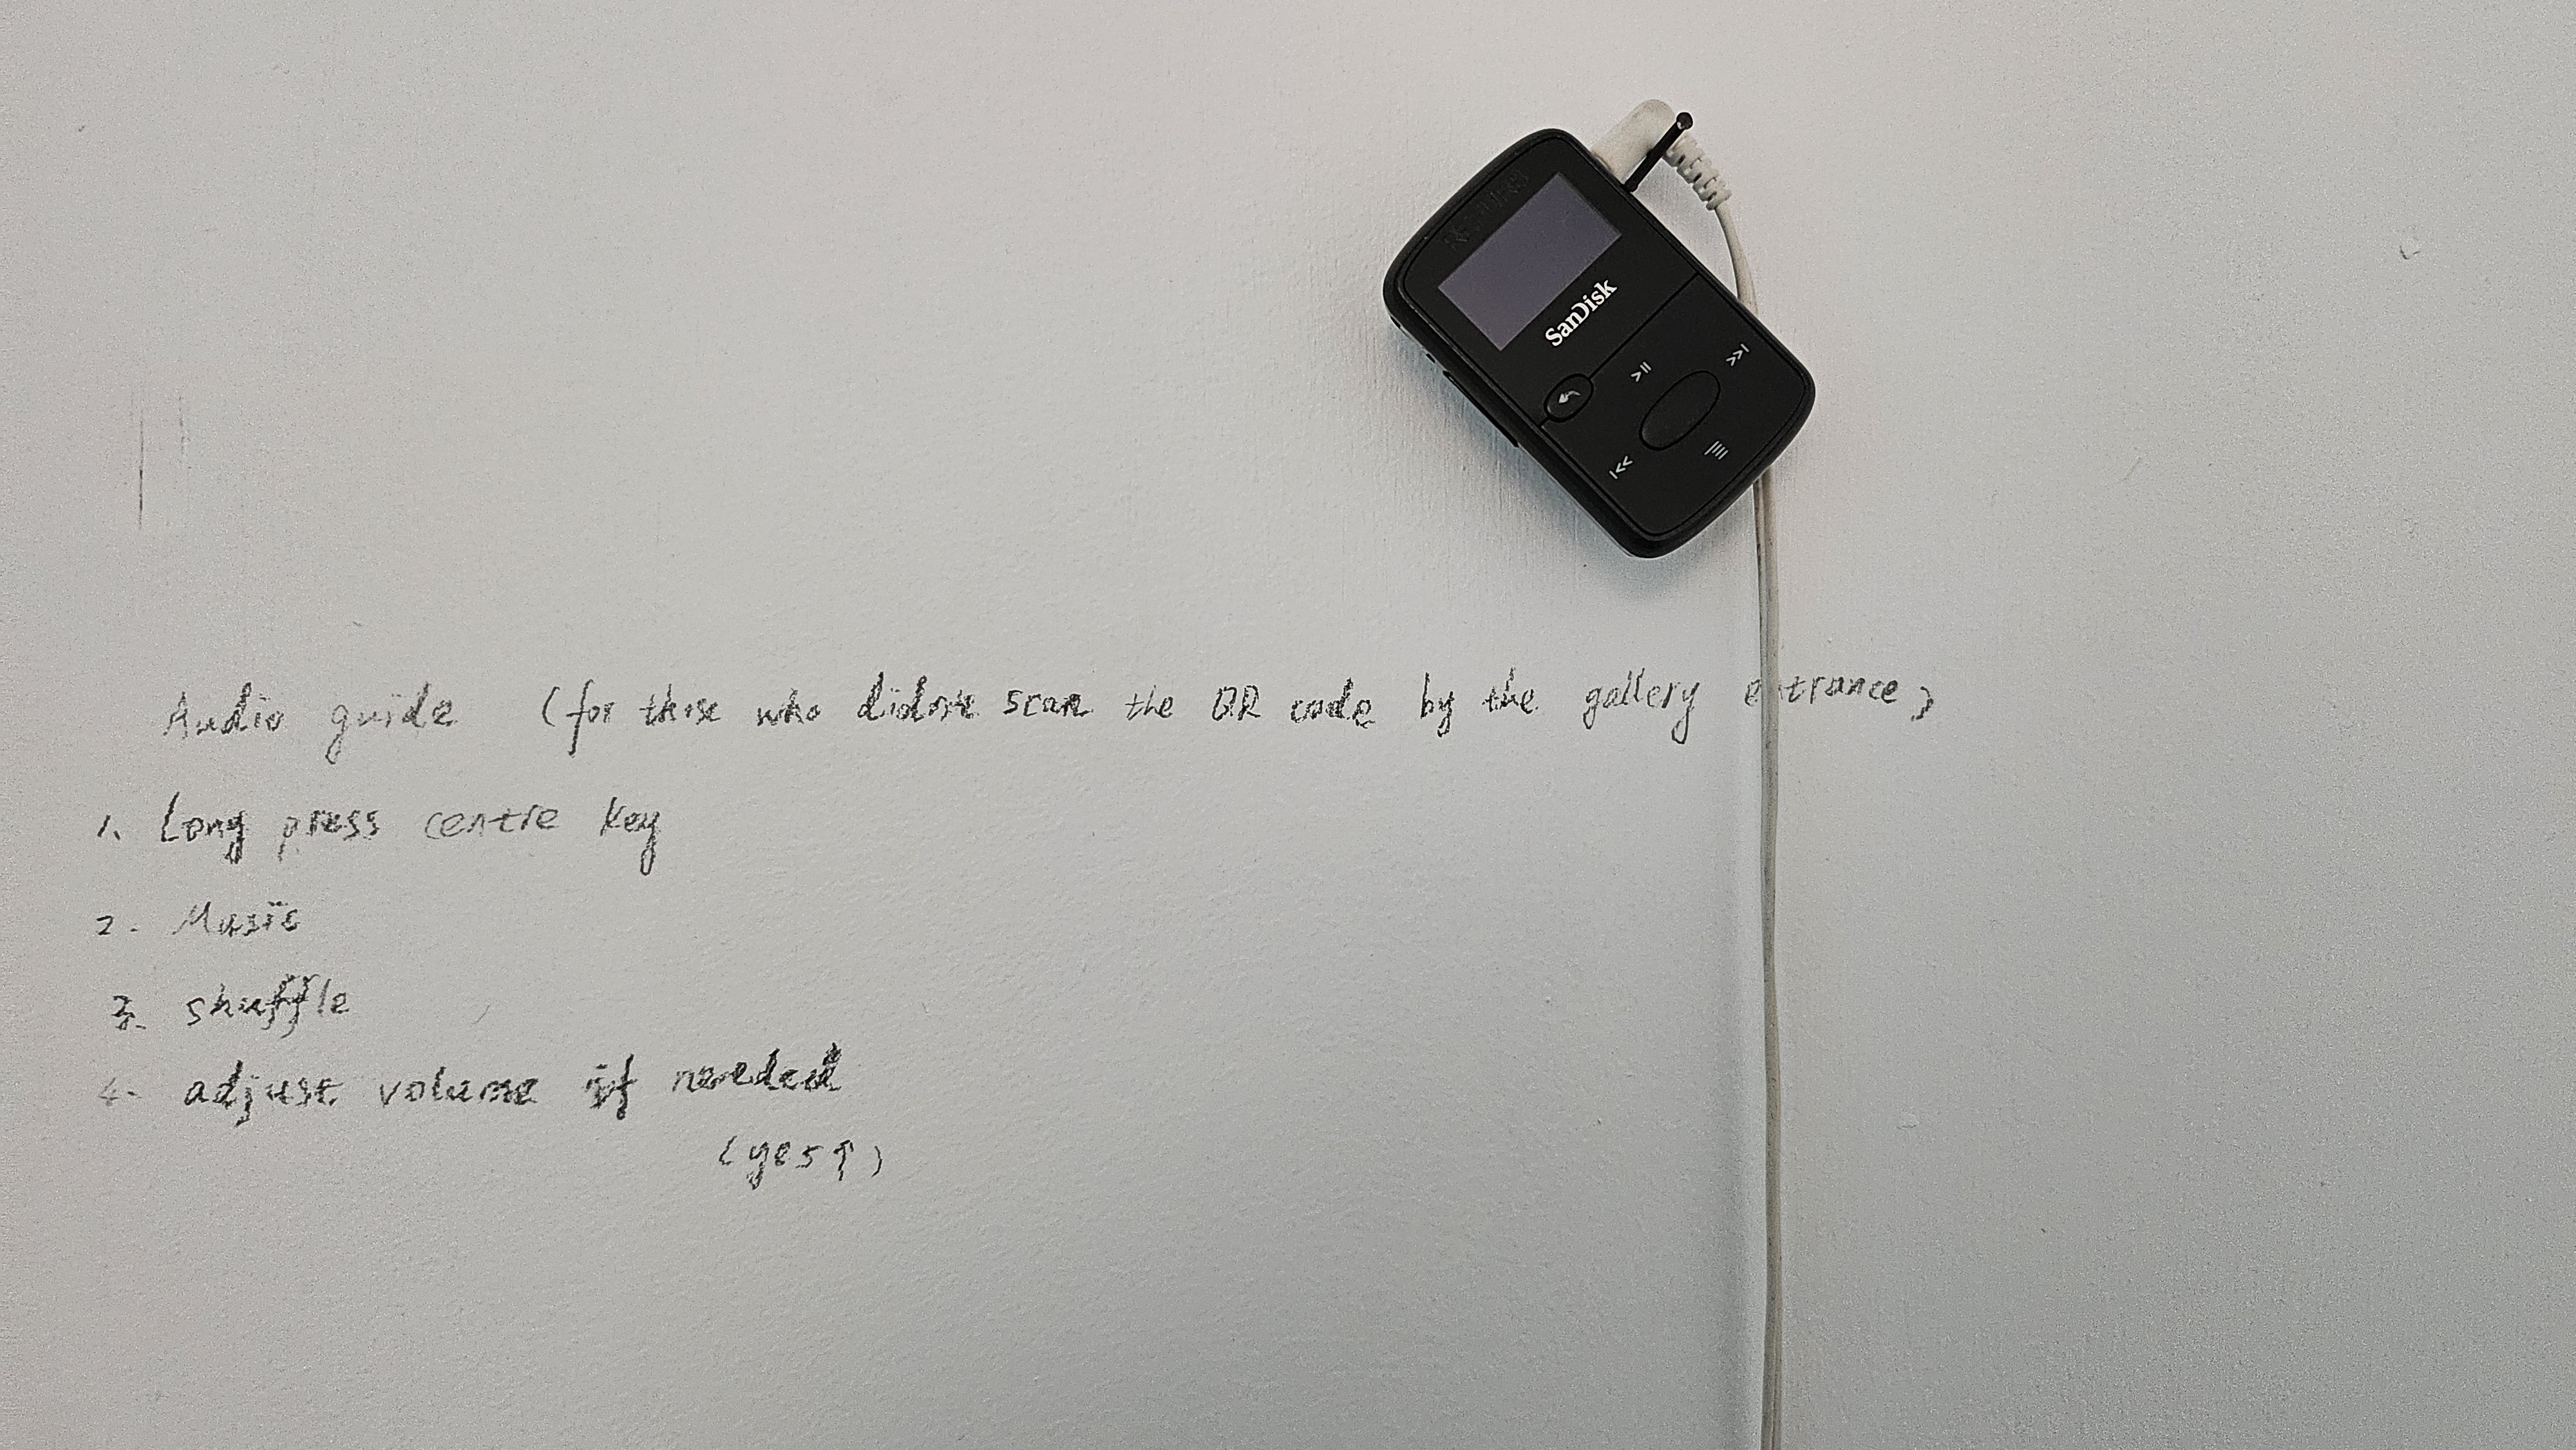 SanDisk
Audio guide (for those who didn't scan the QR code by the gallery entrance)
1. Long press centre key
2. Music
3. shuffle
4. adjust volume if needed
(yes↑)